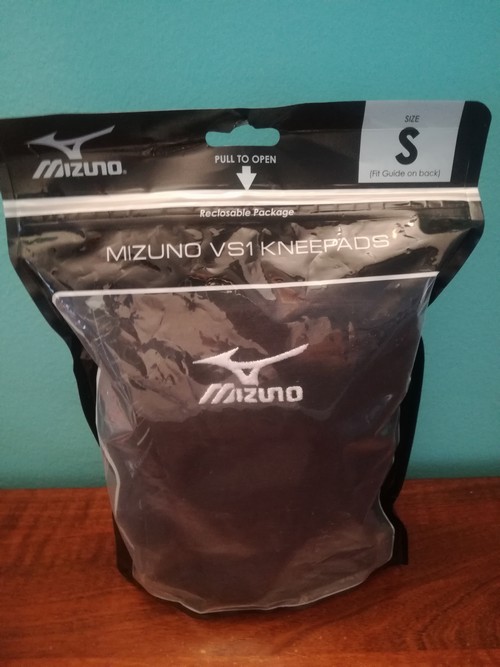 MIZUNO
SIZE
S
(Fit Guide on back)
PULL TO OPEN
Reclosable Package
MIZUNO VS1 KNEEPADS
MIZUNO